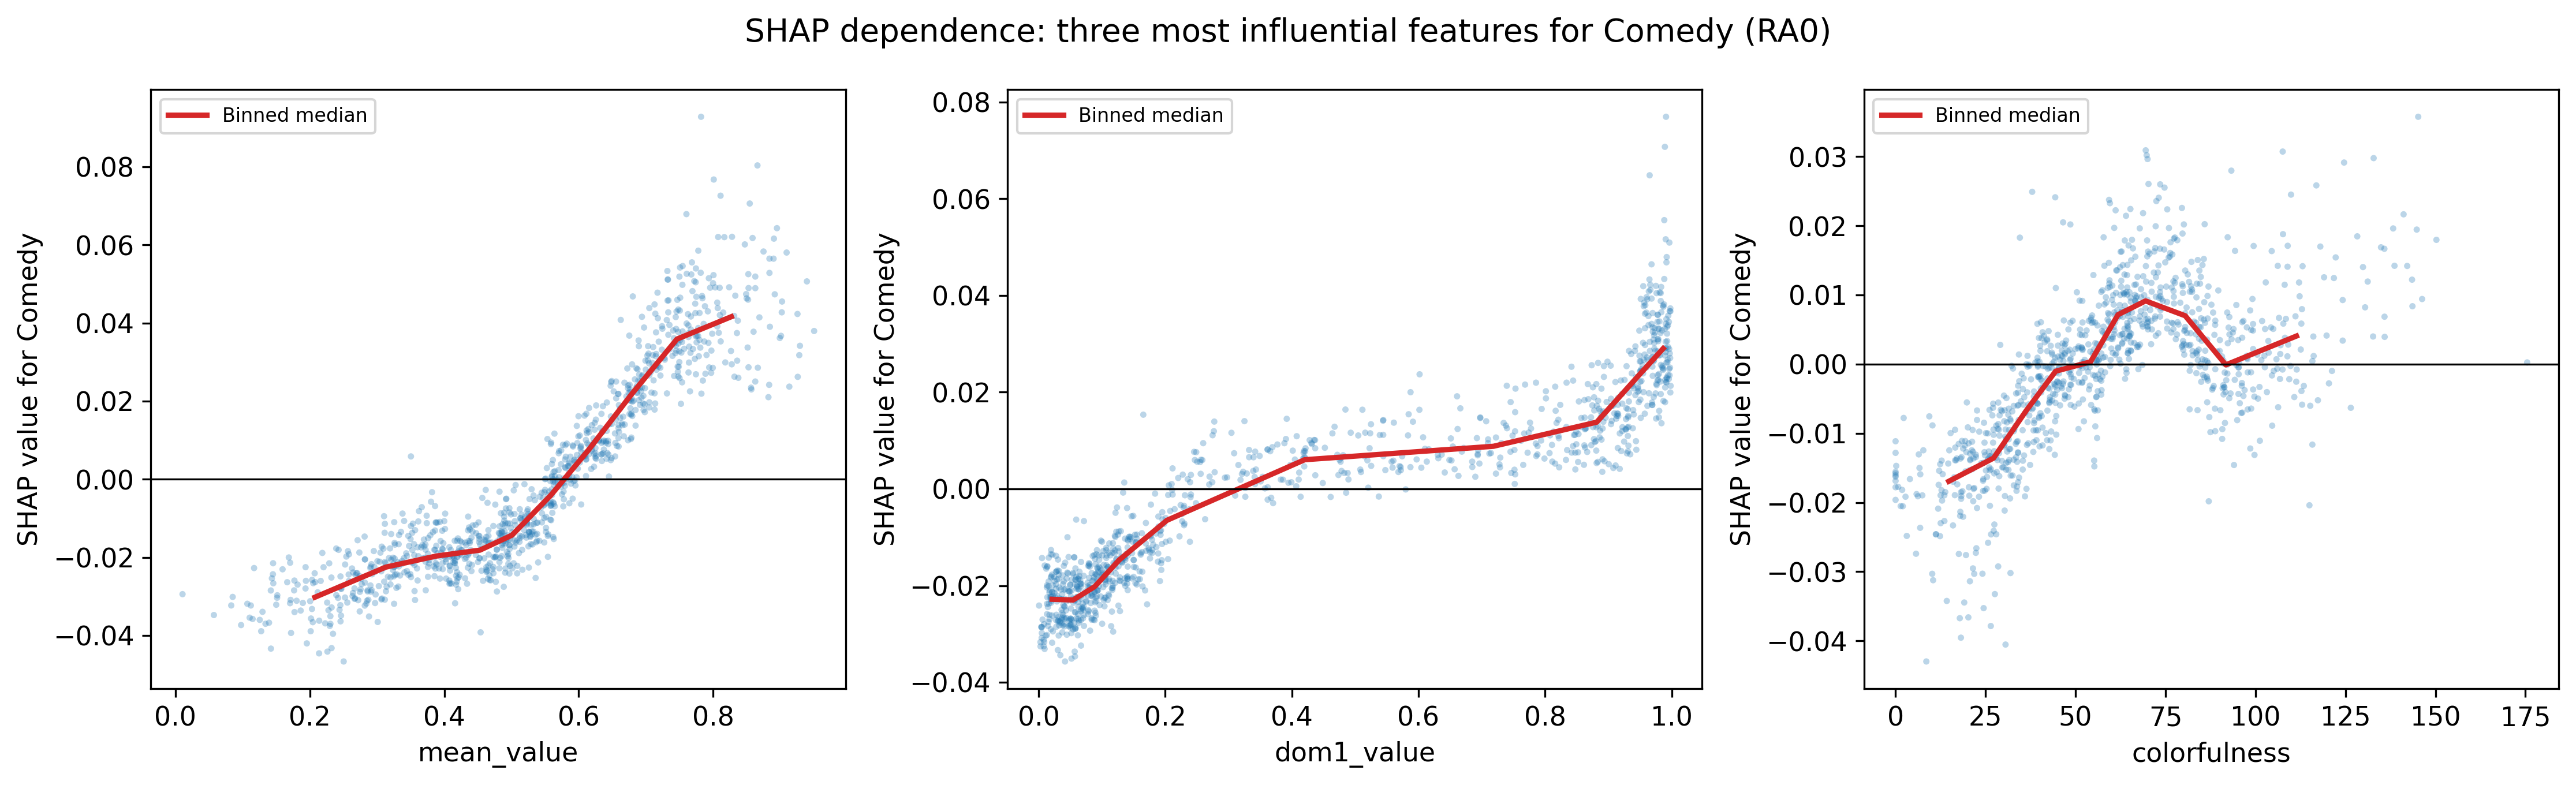 SHAP dependence: three most influential features for Comedy (RA0)
Binned median
SHAP value for Comedy
0.08
0.06
0.04
0.02
0.00
−0.02
−0.04
0.0 0.2 0.4 0.6 0.8
mean_value
Binned median
SHAP value for Comedy
0.08
0.06
0.04
0.02
0.00
−0.02
−0.04
0.0 0.2 0.4 0.6 0.8 1.0
dom1_value
Binned median
SHAP value for Comedy
0.03
0.02
0.01
0.00
−0.01
−0.02
−0.03
−0.04
0 25 50 75 100 125 150 175
colorfulness